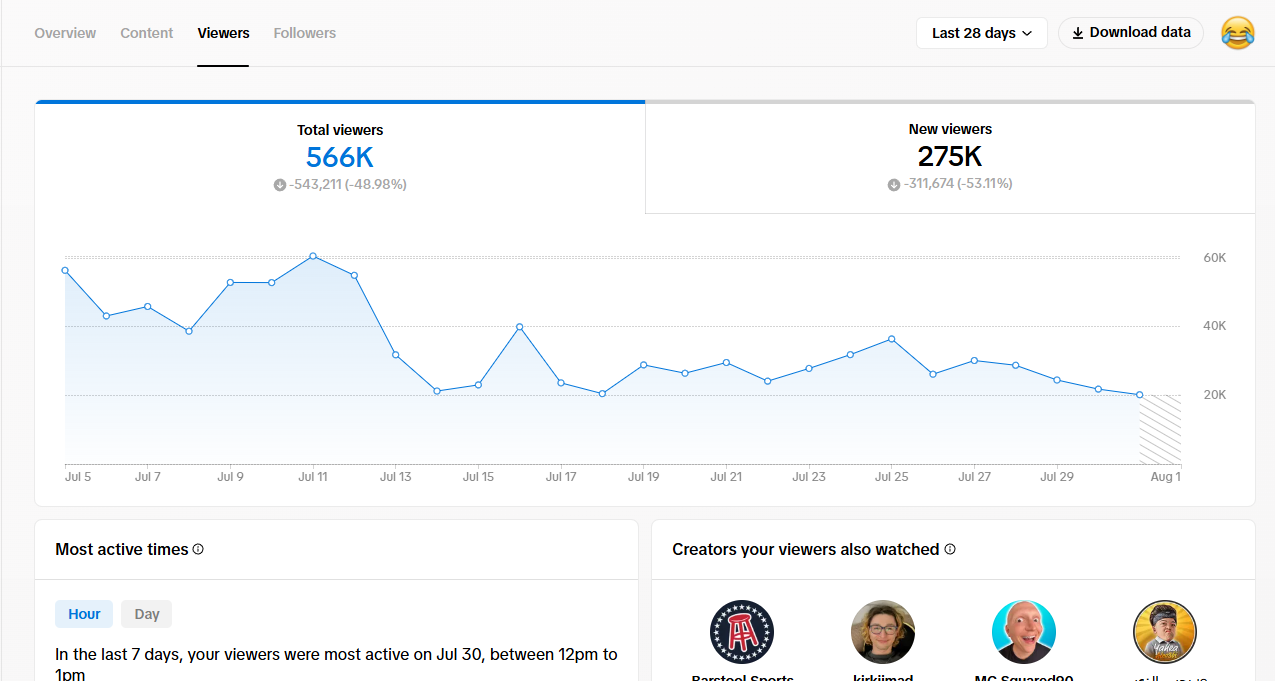 Overview Content Viewers Followers
Last 28 days
Download data
Total viewers
566K
-543,211 (-48.98%)
New viewers
275K
-311,674 (-53.11%)
60K
40K
20K
Jul 5 Jul 7 Jul 9 Jul 11 Jul 13 Jul 15 Jul 17 Jul 19 Jul 21 Jul 23 Jul 25 Jul 27 Jul 29 Aug 1
Most active times
Hour Day
In the last 7 days, your viewers were most active on Jul 30, between 12pm to
1pm
Creators your viewers also watched
Barstool Sports kirkiimad MC Squared90